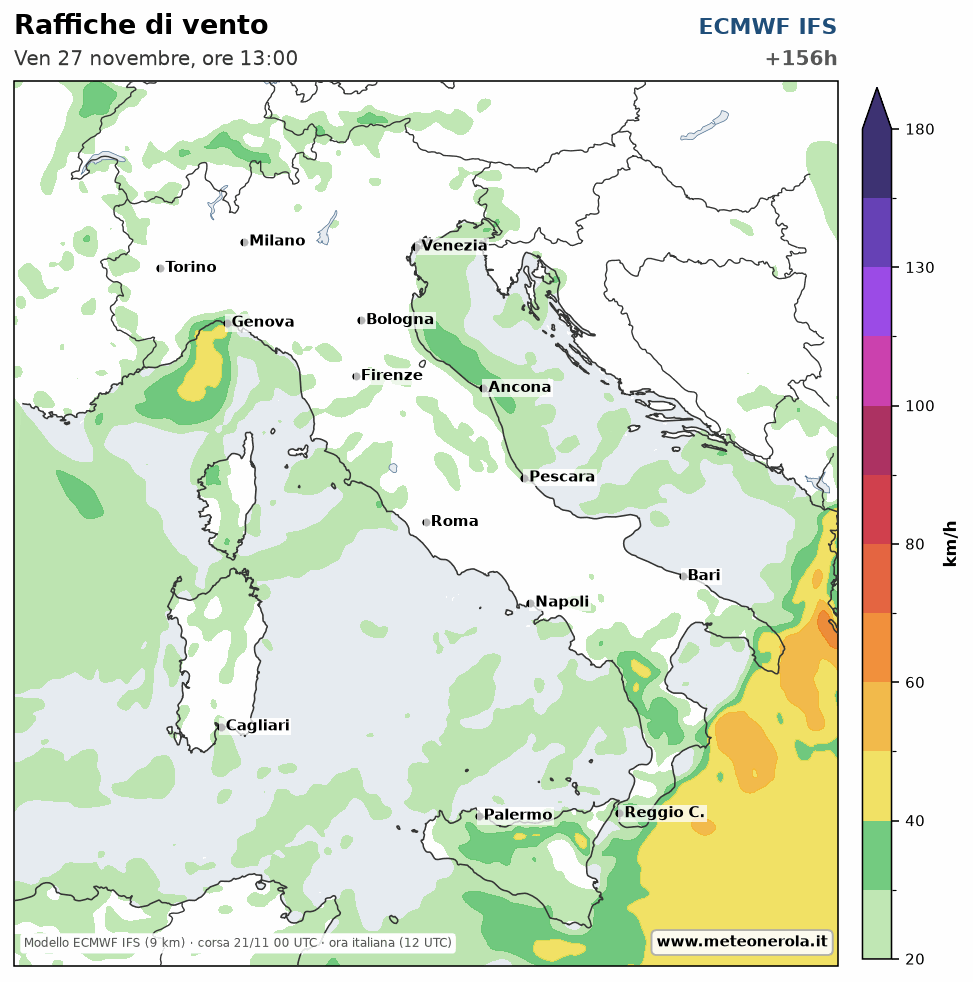 Raffiche di vento
ECMWF IFS
Ven 27 novembre, ore 13:00
+156h
Milano
Venezia
Torino
Genova
Bologna
Firenze
Ancona
Pescara
Roma
Bari
Napoli
Cagliari
Palermo
Reggio C.
180
130
100
80
60
40
20
km/h
Modello ECMWF IFS (9 km) · corsa 21/11 00 UTC · ora italiana (12 UTC)
www.meteonerola.it